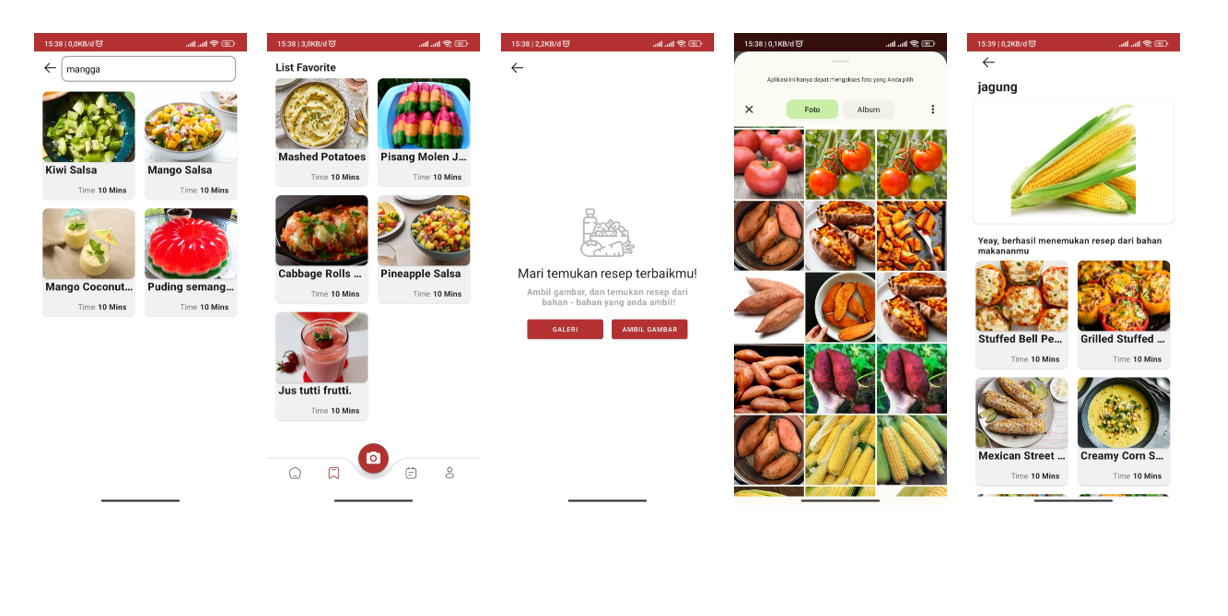 15:38 | 0,0KB/d
mangga
Kiwi Salsa
Time 10 Mins
Mango Salsa
Time 10 Mins
Mango Coconut...
Time 10 Mins
Puding semang...
Time 10 Mins
15:38 | 3,0KB/d
List Favorite
Mashed Potatoes
Time 10 Mins
Pisang Molen J...
Time 10 Mins
Cabbage Rolls ...
Time 10 Mins
Pineapple Salsa
Time 10 Mins
Jus tutti frutti.
Time 10 Mins
15:38 | 2,2KB/d
Mari temukan resep terbaikmu!
Ambil gambar, dan temukan resep dari
bahan - bahan yang anda ambil!
GALERI
AMBIL GAMBAR
15:38 | 0,1KB/d
Aplikasi ini hanya dapat mengakses foto yang Anda pilih
Foto
Album
15:39 | 0,2KB/d
jagung
Yeay, berhasil menemukan resep dari bahan
makananmu
Stuffed Bell Pe...
Time 10 Mins
Grilled Stuffed ...
Time 10 Mins
Mexican Street ...
Time 10 Mins
Creamy Corn S...
Time 10 Mins